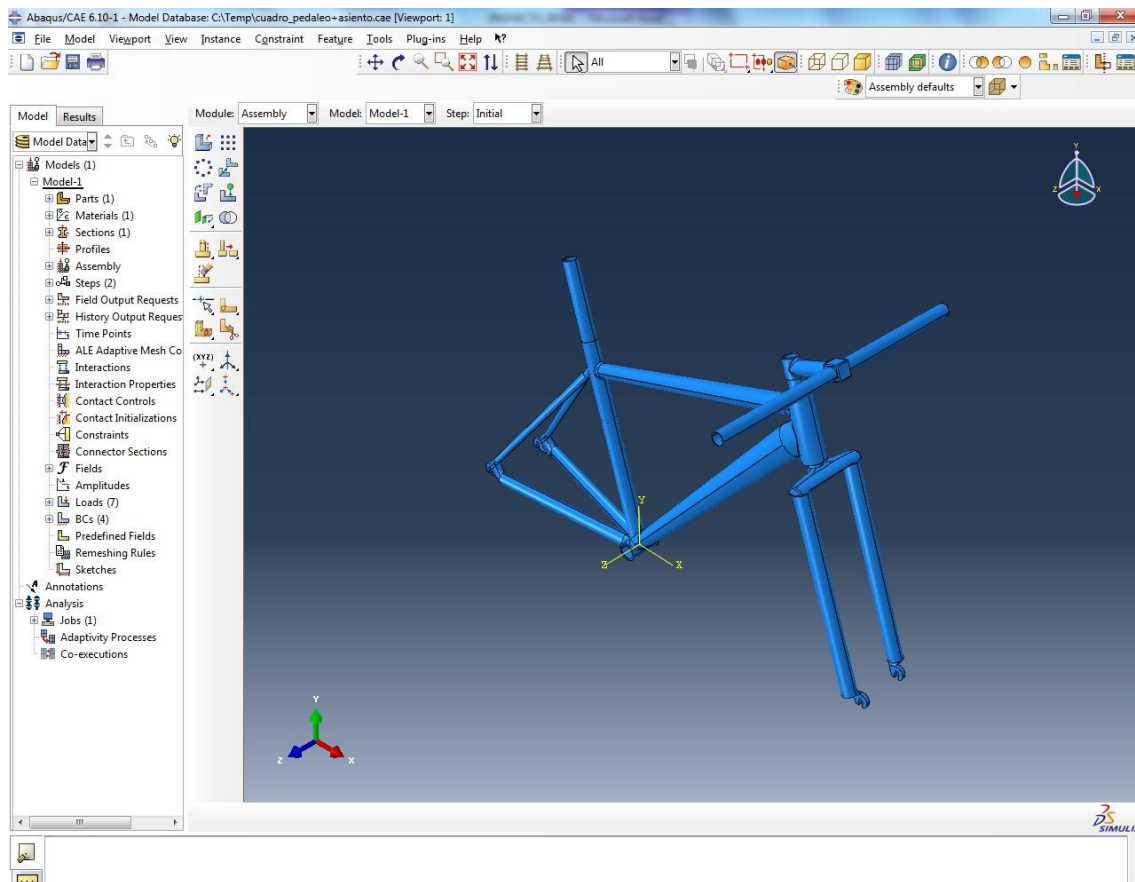 Abaqus/CAE 6.10-1 - Model Database: C:\Temp\cuadro_pedaleo+asiento.cae [Viewport: 1]
File Model Viewport View Instance Constraint Feature Tools Plug-ins Help
All
Assembly defaults
Model Results
Module: Assembly Model: Model-1 Step: Initial
Model Data
Models (1)
Model-1
Parts (1)
Materials (1)
Sections (1)
Profiles
Assembly
Steps (2)
Field Output Requests
History Output Reques
Time Points
ALE Adaptive Mesh Co
Interactions
Interaction Properties
Contact Controls
Contact Initializations
Constraints
Connector Sections
Fields
Amplitudes
Loads (7)
BCs (4)
Predefined Fields
Remeshing Rules
Sketches
Annotations
Analysis
Jobs (1)
Adaptivity Processes
Co-executions
(XYZ)
Y
Z
X
Y
Z
X
Y
Z
X
SIMULI